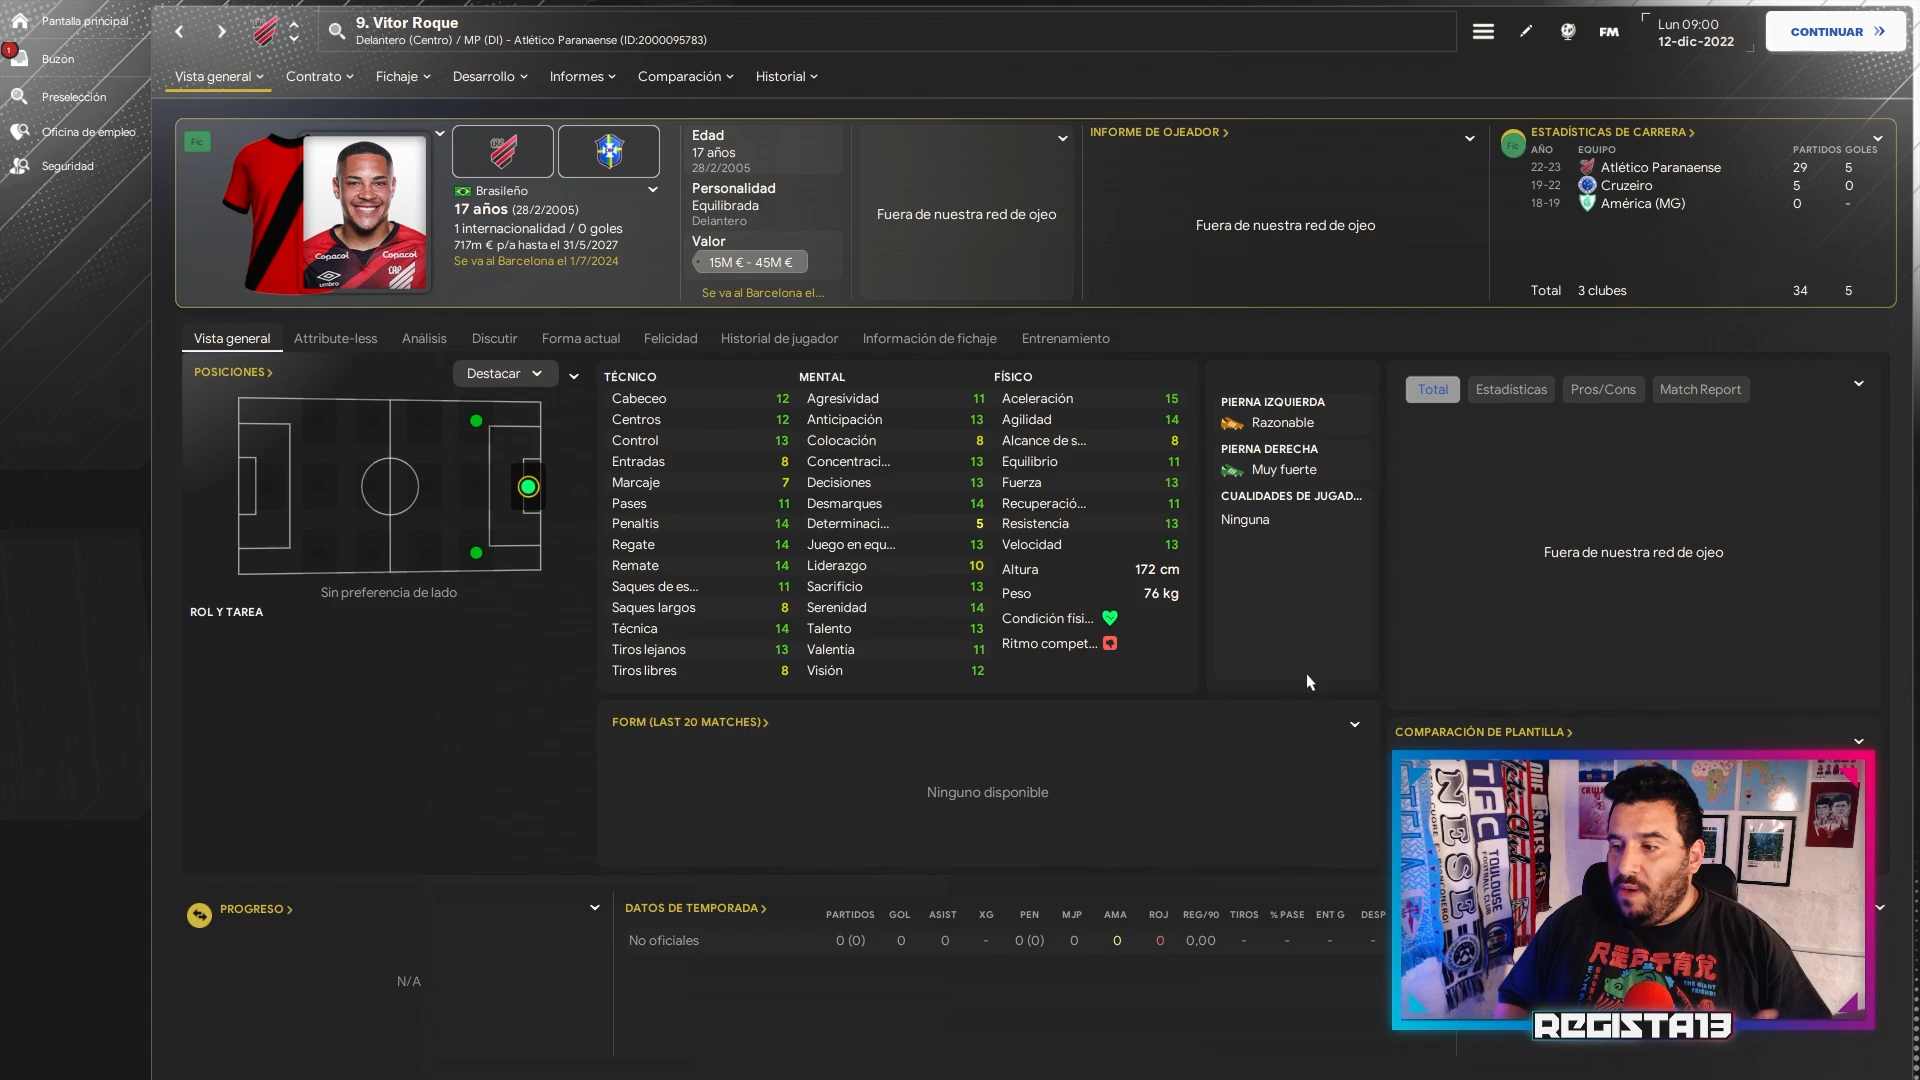 Pantalla principal
1
Buzón
Preselección
Oficina de empleo
Seguridad
9. Vitor Roque
Delantero (Centro) / MP (DI) - Atlético Paranaense (ID:2000095783)
FM
Lun 09:00
12-dic-2022
CONTINUAR
Vista general
Contrato
Fichaje
Desarrollo
Informes
Comparación
Historial
Fic
Copacol
Copacol
umbro
CAP
Brasileño
17 años (28/2/2005)
1 internacionalidad / 0 goles
717m € p/a hasta el 31/5/2027
Se va al Barcelona el 1/7/2024
Edad
17 años
28/2/2005
Personalidad
Equilibrada
Delantero
Valor
15M € - 45M €
Se va al Barcelona el...
Fuera de nuestra red de ojeo
INFORME DE OJEADOR
Fuera de nuestra red de ojeo
Fic
ESTADÍSTICAS DE CARRERA
AÑO EQUIPO PARTIDOS GOLES
22-23 Atlético Paranaense 29 5
19-22 Cruzeiro 5 0
18-19 América (MG) 0 -
Total 3 clubes 34 5
Vista general
Attribute-less
Análisis
Discutir
Forma actual
Felicidad
Historial de jugador
Información de fichaje
Entrenamiento
POSICIONES
Destacar
Sin preferencia de lado
ROL Y TAREA
TÉCNICO
Cabeceo 12
Centros 12
Control 13
Entradas 8
Marcaje 7
Pases 11
Penaltis 14
Regate 14
Remate 14
Saques de es... 11
Saques largos 8
Técnica 14
Tiros lejanos 13
Tiros libres 8
MENTAL
Agresividad 11
Anticipación 13
Colocación 8
Concentraci... 13
Decisiones 13
Desmarques 14
Determinaci... 5
Juego en equ... 13
Liderazgo 10
Sacrificio 13
Serenidad 14
Talento 13
Valentía 11
Visión 12
FÍSICO
Aceleración 15
Agilidad 14
Alcance de s... 8
Equilibrio 11
Fuerza 13
Recuperació... 11
Resistencia 13
Velocidad 13
Altura 172 cm
Peso 76 kg
Condición físi...
Ritmo compet...
PIERNA IZQUIERDA
Razonable
PIERNA DERECHA
Muy fuerte
CUALIDADES DE JUGAD...
Ninguna
Total
Estadísticas
Pros/Cons
Match Report
Fuera de nuestra red de ojeo
FORM (LAST 20 MATCHES)
Ninguno disponible
COMPARACIÓN DE PLANTILLA
PROGRESO
N/A
DATOS DE TEMPORADA
PARTIDOS GOL ASIST XG PEN MJP AMA ROJ REG/90 TIROS % PASE ENT G DESP
No oficiales 0 (0) 0 0 - 0 (0) 0 0 0 0,00 - - - -
TFC
TOULOUSE
FOOTBALL CLUB
THE GIANT
FRIENDS!
REGISTA13